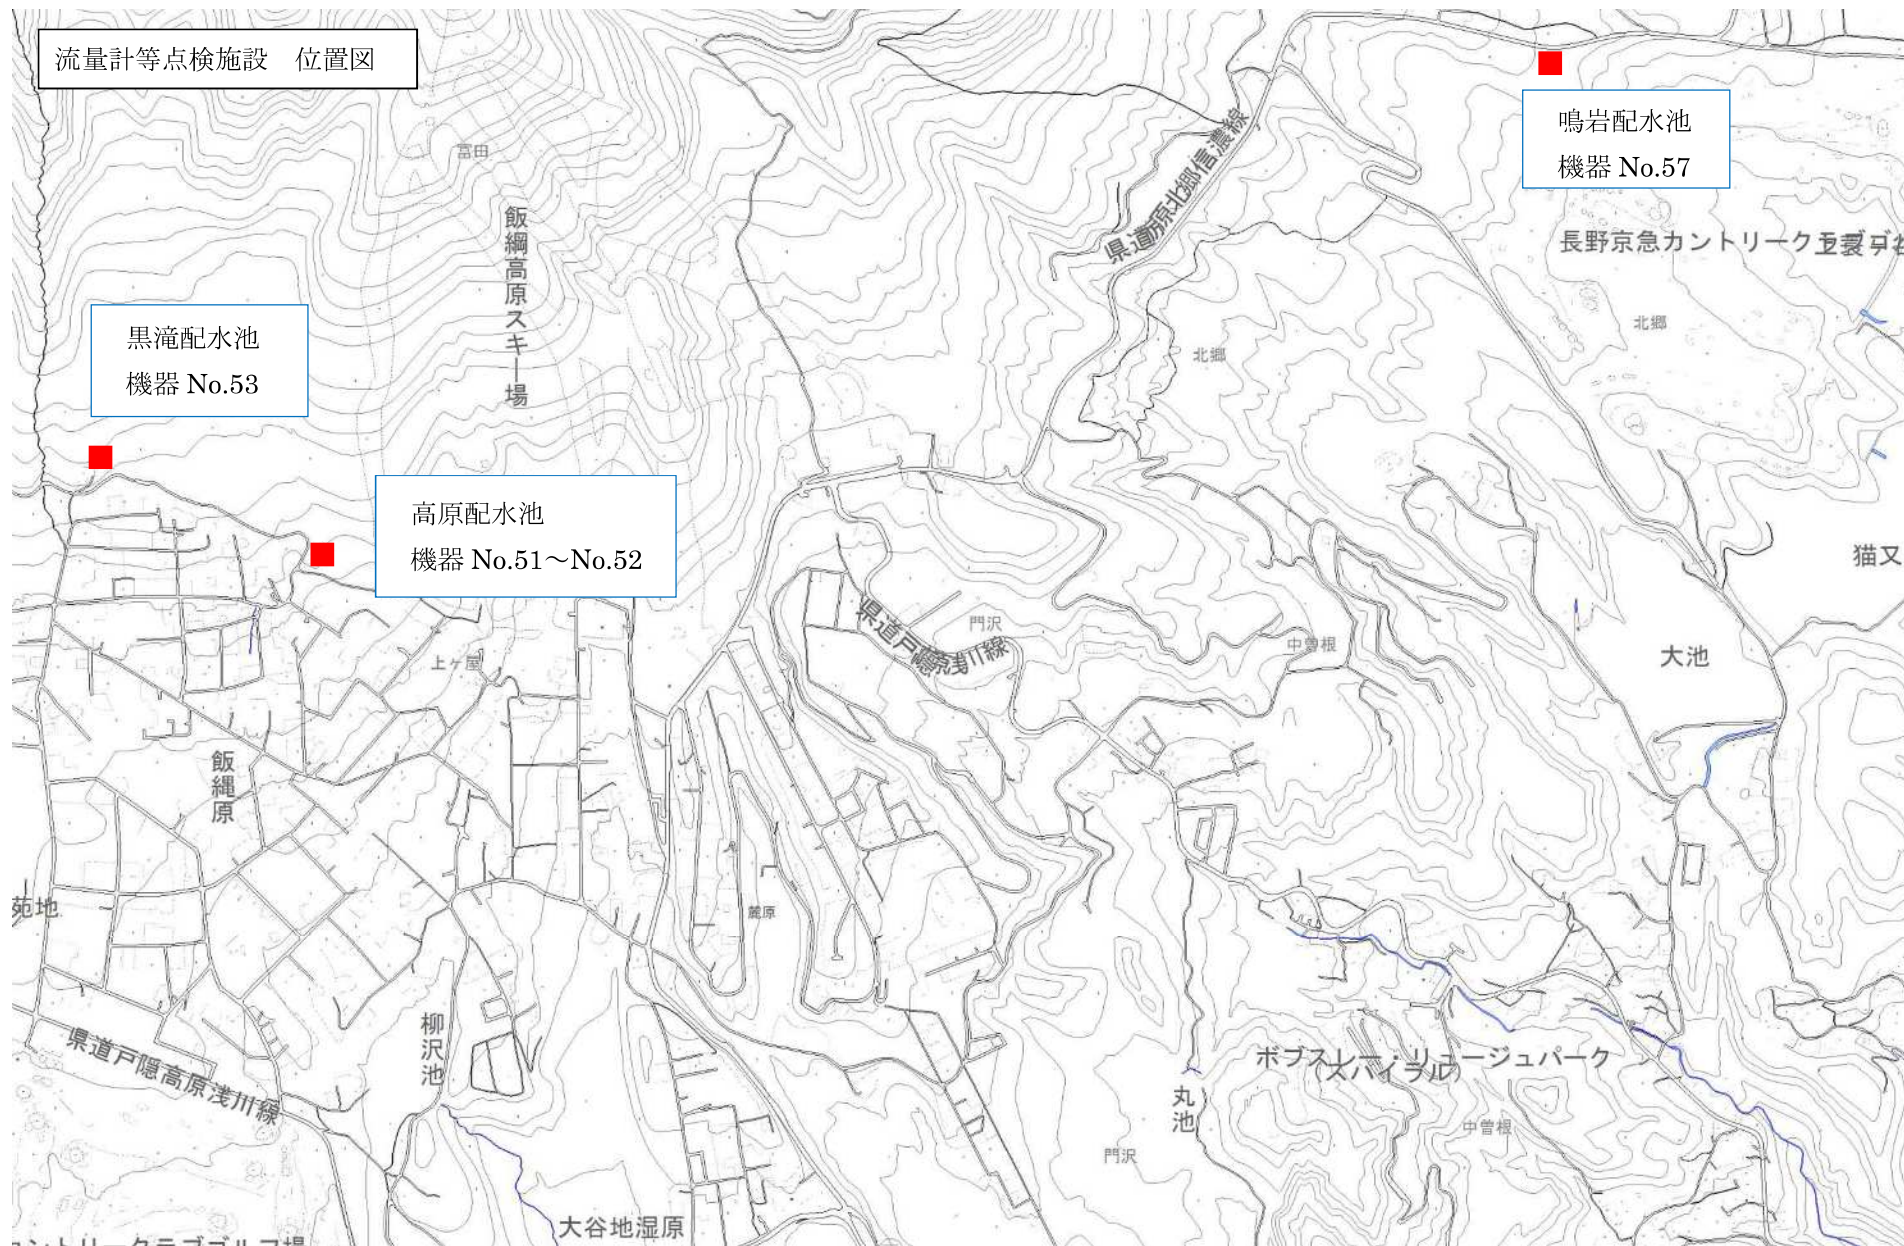 流量計等点検施設　位置図
鳴岩配水池
機器 No.57
富田
飯綱高原スキー場
県道
北郷信濃線
長野京急カントリークラブゴ
北郷
北郷
黒滝配水池
機器 No.53
高原配水池
機器 No.51～No.52
猫又
門沢
県道戸隠
浅川線
中曽根
上ヶ屋
大池
飯縄原
苑地
麓原
柳沢池
県道戸隠高原浅川線
ボブスレー・リュージュパーク
(スパイラル)
丸池
中曽根
門沢
大谷地湿原